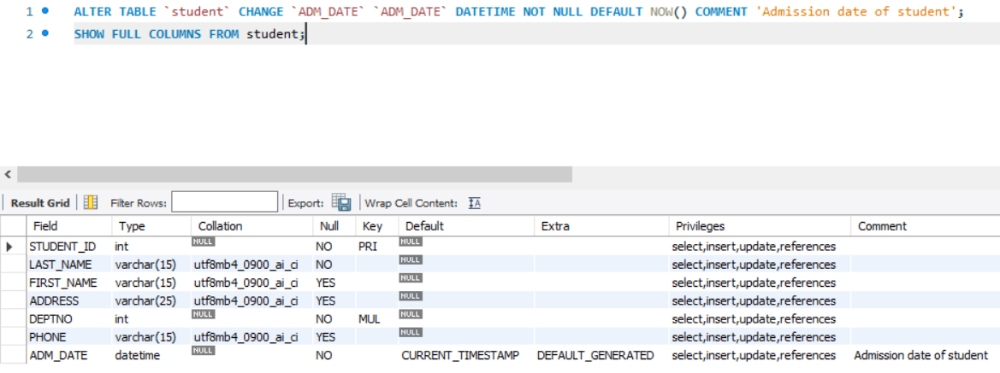 1 ALTER TABLE `student` CHANGE `ADM_DATE` `ADM_DATE` DATETIME NOT NULL DEFAULT NOW() COMMENT 'Admission date of student';
2 SHOW FULL COLUMNS FROM student;
Result Grid Filter Rows: Export: Wrap Cell Content: IA
Field Type Collation Null Key Default Extra Privileges Comment
STUDENT_ID int NULL NO PRI NULL select,insert,update,references
LAST_NAME varchar(15) utf8mb4_0900_ai_ci NO NULL select,insert,update,references
FIRST_NAME varchar(15) utf8mb4_0900_ai_ci YES NULL select,insert,update,references
ADDRESS varchar(25) utf8mb4_0900_ai_ci YES NULL select,insert,update,references
DEPTNO int NULL NO MUL NULL select,insert,update,references
PHONE varchar(15) utf8mb4_0900_ai_ci YES NULL select,insert,update,references
ADM_DATE datetime NULL NO CURRENT_TIMESTAMP DEFAULT_GENERATED select,insert,update,references Admission date of student